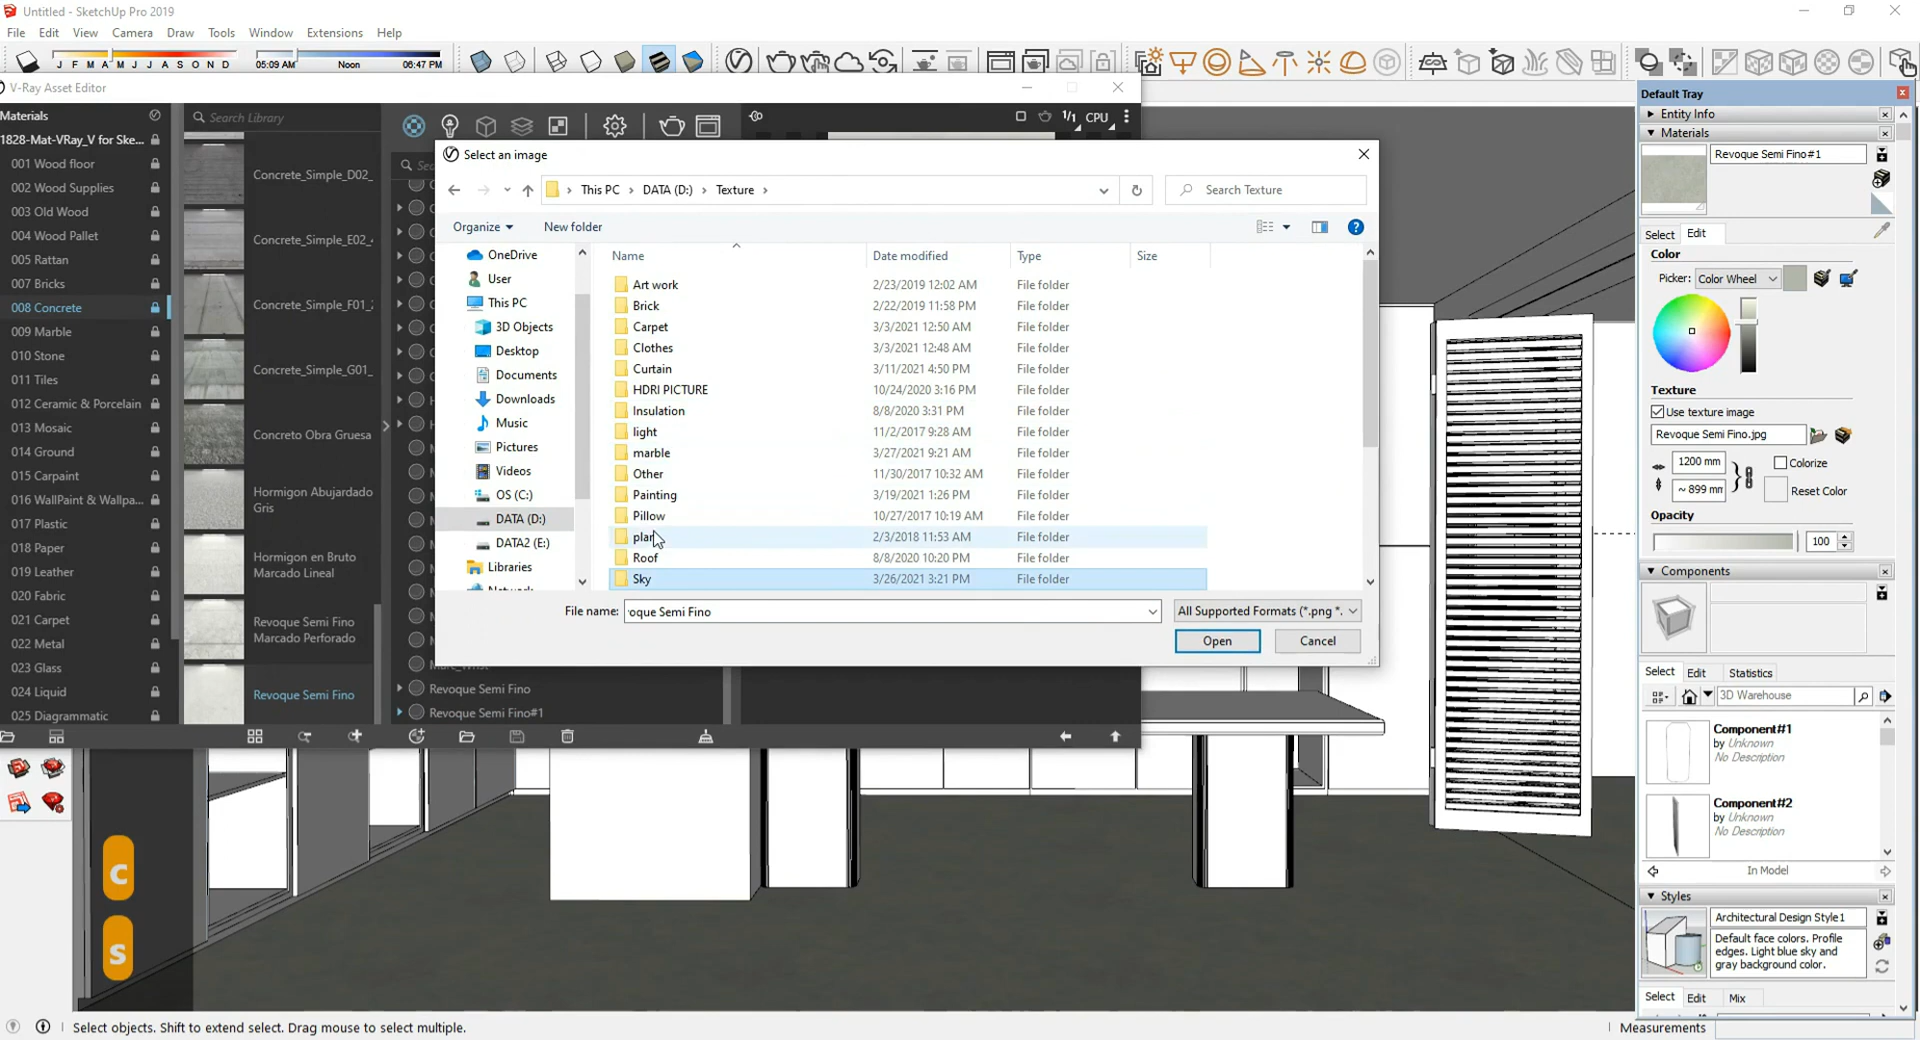 Untitled - SketchUp Pro 2019
File Edit View Camera Draw Tools Window Extensions Help
J F M A M J J A S O N D
05:09 AM Noon 06:47 PM
V-Ray Asset Editor
Materials
1828-Mat-VRay_V for Ske...
001 Wood floor
002 Wood Supplies
003 Old Wood
004 Wood Pallet
005 Rattan
007 Bricks
008 Concrete
009 Marble
010 Stone
011 Tiles
012 Ceramic & Porcelain
013 Mosaic
014 Ground
015 Carpaint
016 WallPaint & Wallpa...
017 Plastic
018 Paper
019 Leather
020 Fabric
021 Carpet
022 Metal
023 Glass
024 Liquid
025 Diagrammatic
Search Library
Concrete_Simple_D02_
Concrete_Simple_E02_
Concrete_Simple_F01_
Concrete_Simple_G01_
Concreto Obra Gruesa
Hormigon Abujardado
Gris
Hormigon en Bruto
Marcado Lineal
Revoque Semi Fino
Marcado Perforado
Revoque Semi Fino
1/1 CPU
Revoque Semi Fino
Revoque Semi Fino#1
Select an image
This PC › DATA (D:) › Texture ›
Search Texture
Organize New folder
OneDrive
User
This PC
3D Objects
Desktop
Documents
Downloads
Music
Pictures
Videos
OS (C:)
DATA (D:)
DATA2 (E:)
Libraries
Name Date modified Type Size
Art work 2/23/2019 12:02 AM File folder
Brick 2/22/2019 11:58 PM File folder
Carpet 3/3/2021 12:50 AM File folder
Clothes 3/3/2021 12:48 AM File folder
Curtain 3/11/2021 4:50 PM File folder
HDRI PICTURE 10/24/2020 3:16 PM File folder
Insulation 8/8/2020 3:31 PM File folder
light 11/2/2017 9:28 AM File folder
marble 3/27/2021 9:21 AM File folder
Other 11/30/2017 10:32 AM File folder
Painting 3/19/2021 1:26 PM File folder
Pillow 10/27/2017 10:19 AM File folder
plan 2/3/2018 11:53 AM File folder
Roof 8/8/2020 10:20 PM File folder
Sky 3/26/2021 3:21 PM File folder
File name: oque Semi Fino All Supported Formats (*.png *.
Open Cancel
Default Tray
Entity Info
Materials
Revoque Semi Fino#1
Select Edit
Color
Picker: Color Wheel
Texture
Use texture image
Revoque Semi Fino.jpg
1200 mm Colorize
~ 899 mm Reset Color
Opacity
100
Components
Select Edit Statistics
3D Warehouse
Component#1
by Unknown
No Description
Component#2
by Unknown
No Description
In Model
Styles
Architectural Design Style1
Default face colors. Profile
edges. Light blue sky and
gray background color.
Select Edit Mix
C
S
Select objects. Shift to extend select. Drag mouse to select multiple.
Measurements